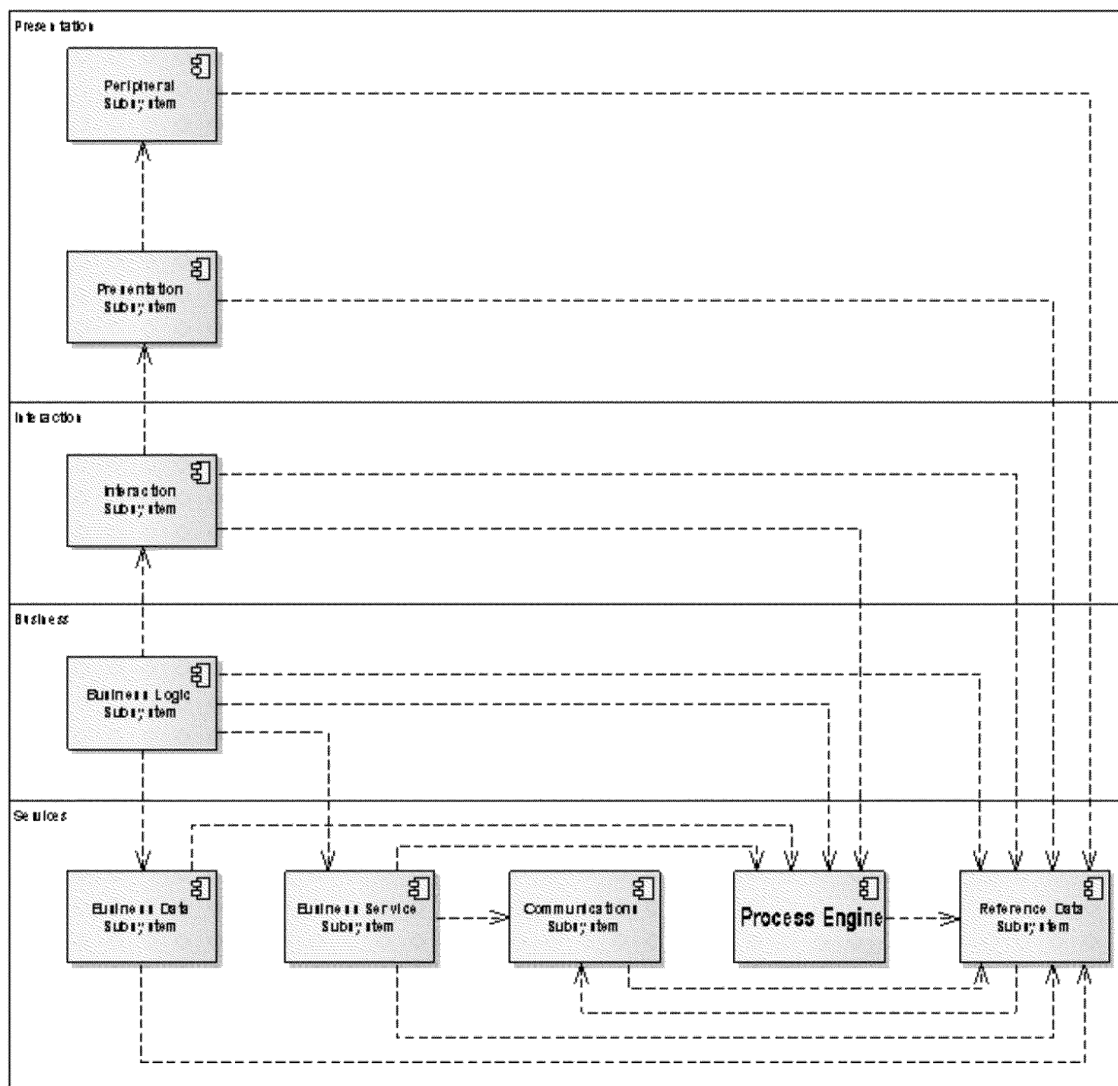 Presentation
Peripheral
Subsystem
Presentation
Subsystem
Interaction
Interaction
Subsystem
Business
Business Logic
Subsystem
Services
Business Data
Subsystem
Business Service
Subsystem
Communications
Subsystem
Process Engine
Reference Data
Subsystem